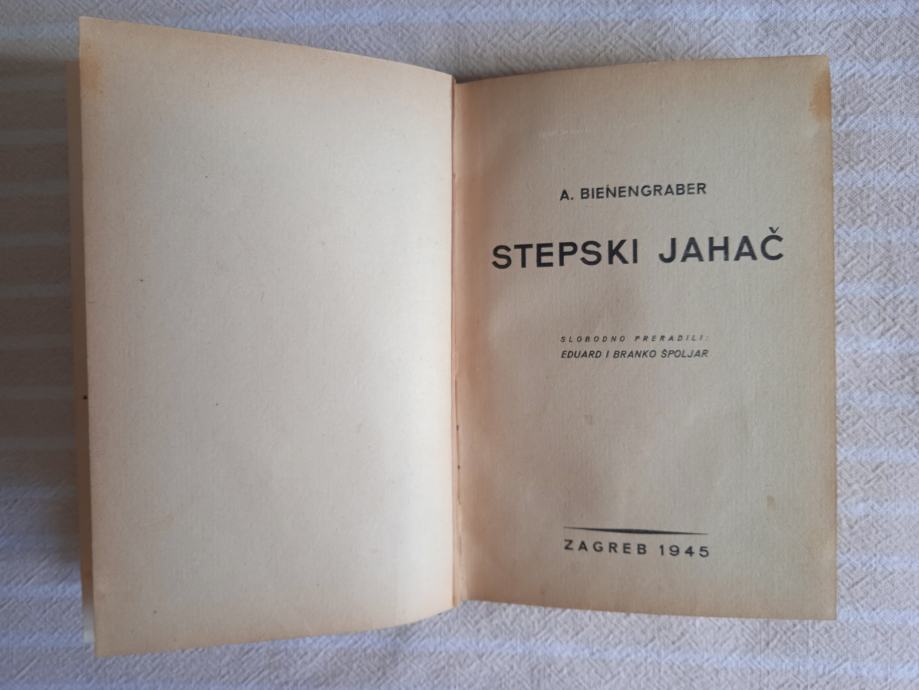 A. BIENENGRABER
STEPSKI JAHAČ
SLOBODNO PRERADILI:
EDUARD I BRANKO ŠPOLJAR
ZAGREB 1945